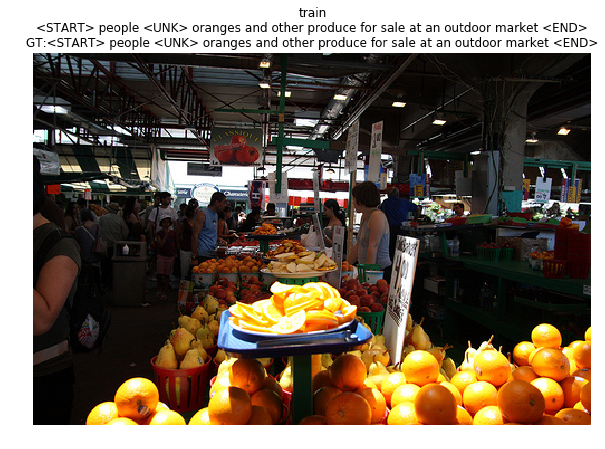 train
<START> people <UNK> oranges and other produce for sale at an outdoor market <END>
GT:<START> people <UNK> oranges and other produce for sale at an outdoor market <END>